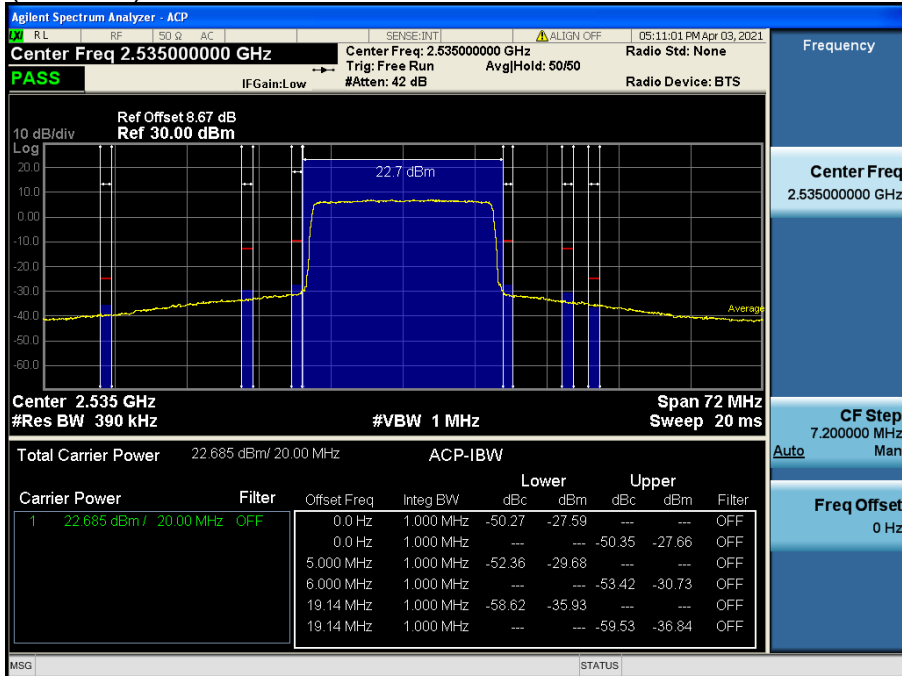 Agilent Spectrum Analyzer - ACP
LXI RL RF 50 Ω AC SENSE:INT ALIGN OFF 05:11:01 PM Apr 03, 2021
Center Freq 2.535000000 GHz
Center Freq: 2.535000000 GHz
Radio Std: None
Trig: Free Run
Avg|Hold: 50/50
PASS
IFGain:Low
#Atten: 42 dB
Radio Device: BTS
Ref Offset 8.67 dB
10 dB/div Ref 30.00 dBm
Log
20.0
10.0
0.00
-10.0
-20.0
-30.0
-40.0
-50.0
-60.0
22.7 dBm
Average
Center 2.535 GHz
Span 72 MHz
#Res BW 390 kHz
#VBW 1 MHz
Sweep 20 ms
Total Carrier Power 22.685 dBm/ 20.00 MHz
ACP-IBW
Lower Upper
Carrier Power Filter
Offset Freq Integ BW dBc dBm dBc dBm Filter
1 22.685 dBm / 20.00 MHz OFF
0.0 Hz 1.000 MHz -50.27 -27.59 --- --- OFF
0.0 Hz 1.000 MHz --- --- -50.35 -27.66 OFF
5.000 MHz 1.000 MHz -52.36 -29.68 --- --- OFF
6.000 MHz 1.000 MHz --- --- -53.42 -30.73 OFF
19.14 MHz 1.000 MHz -58.62 -35.93 --- --- OFF
19.14 MHz 1.000 MHz --- --- -59.53 -36.84 OFF
MSG
STATUS
Frequency
Center Freq
2.535000000 GHz
CF Step
7.200000 MHz
Auto Man
Freq Offset
0 Hz